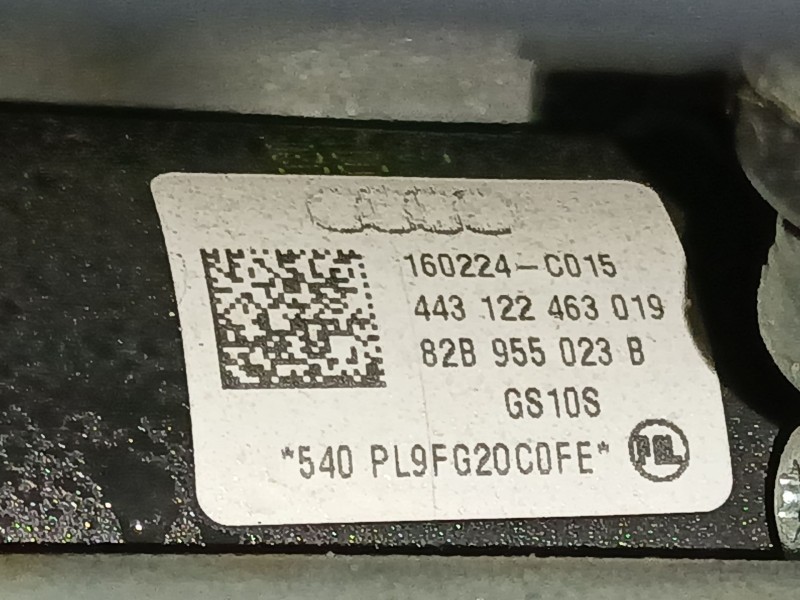 160224-C015
443 122 463 019
82B 955 023 B
GS10S
*540 PL9FG20C0FE*